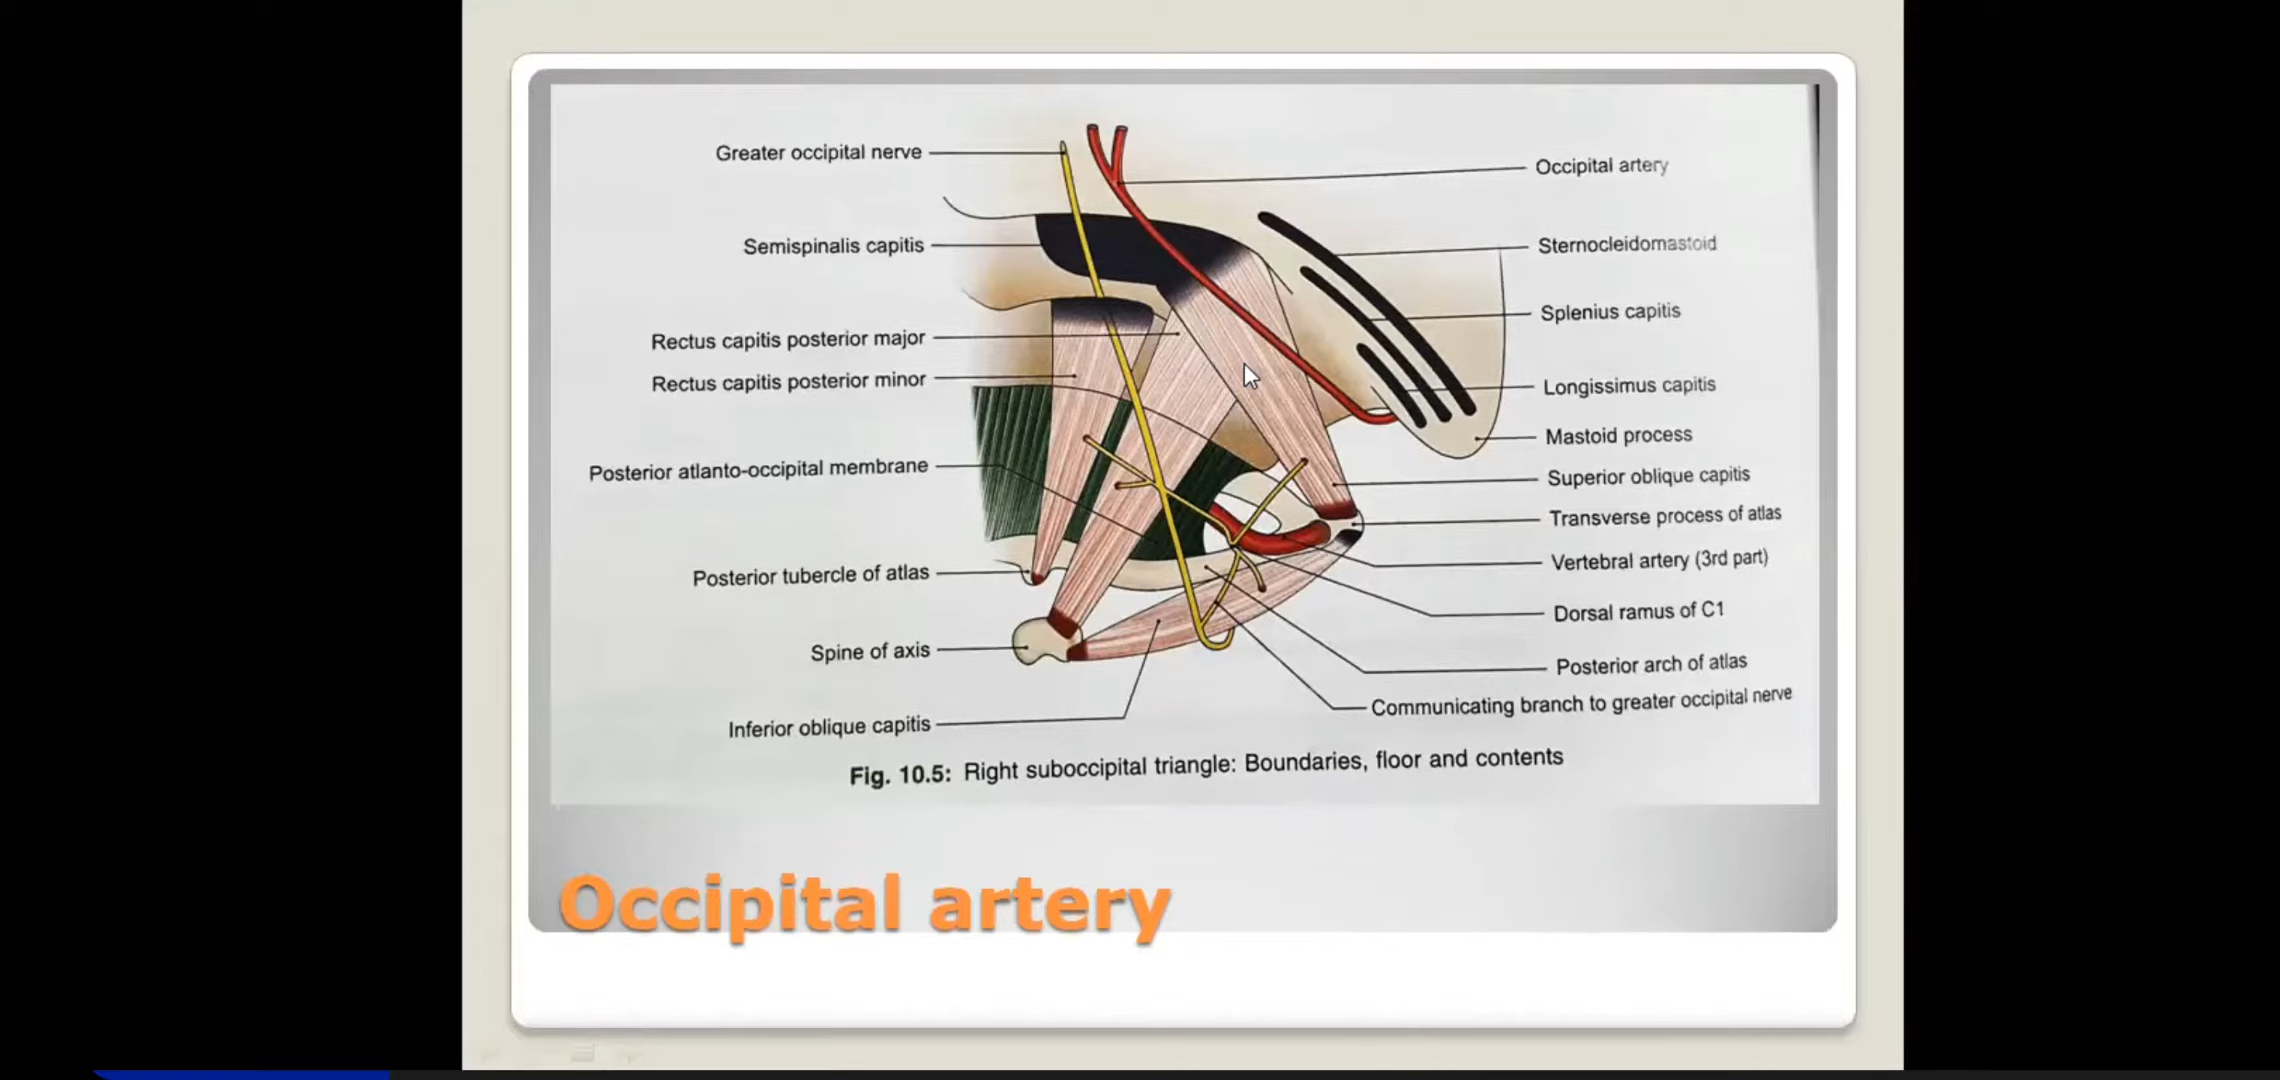 Greater occipital nerve
Semispinalis capitis
Rectus capitis posterior major
Rectus capitis posterior minor
Posterior atlanto-occipital membrane
Posterior tubercle of atlas
Spine of axis
Inferior oblique capitis
Occipital artery
Sternocleidomastoid
Splenius capitis
Longissimus capitis
Mastoid process
Superior oblique capitis
Transverse process of atlas
Vertebral artery (3rd part)
Dorsal ramus of C1
Posterior arch of atlas
Communicating branch to greater occipital nerve
Fig. 10.5: Right suboccipital triangle: Boundaries, floor and contents
Occipital artery